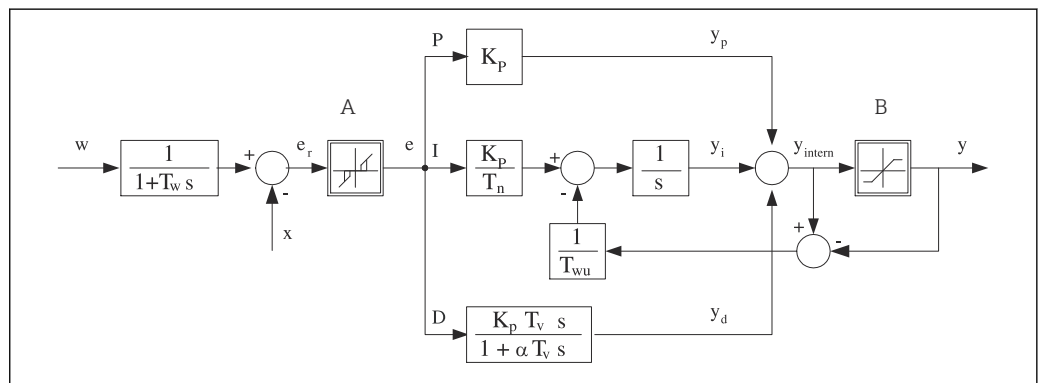 P
y_p
K_P
A
B
w
1
1+T_w s
+
-
x
e_r
e
I
K_P
T_n
+
-
1
s
y_i
y_intern
y
1
T_wu
+
-
D
K_p T_v s
1 + α T_v s
y_d